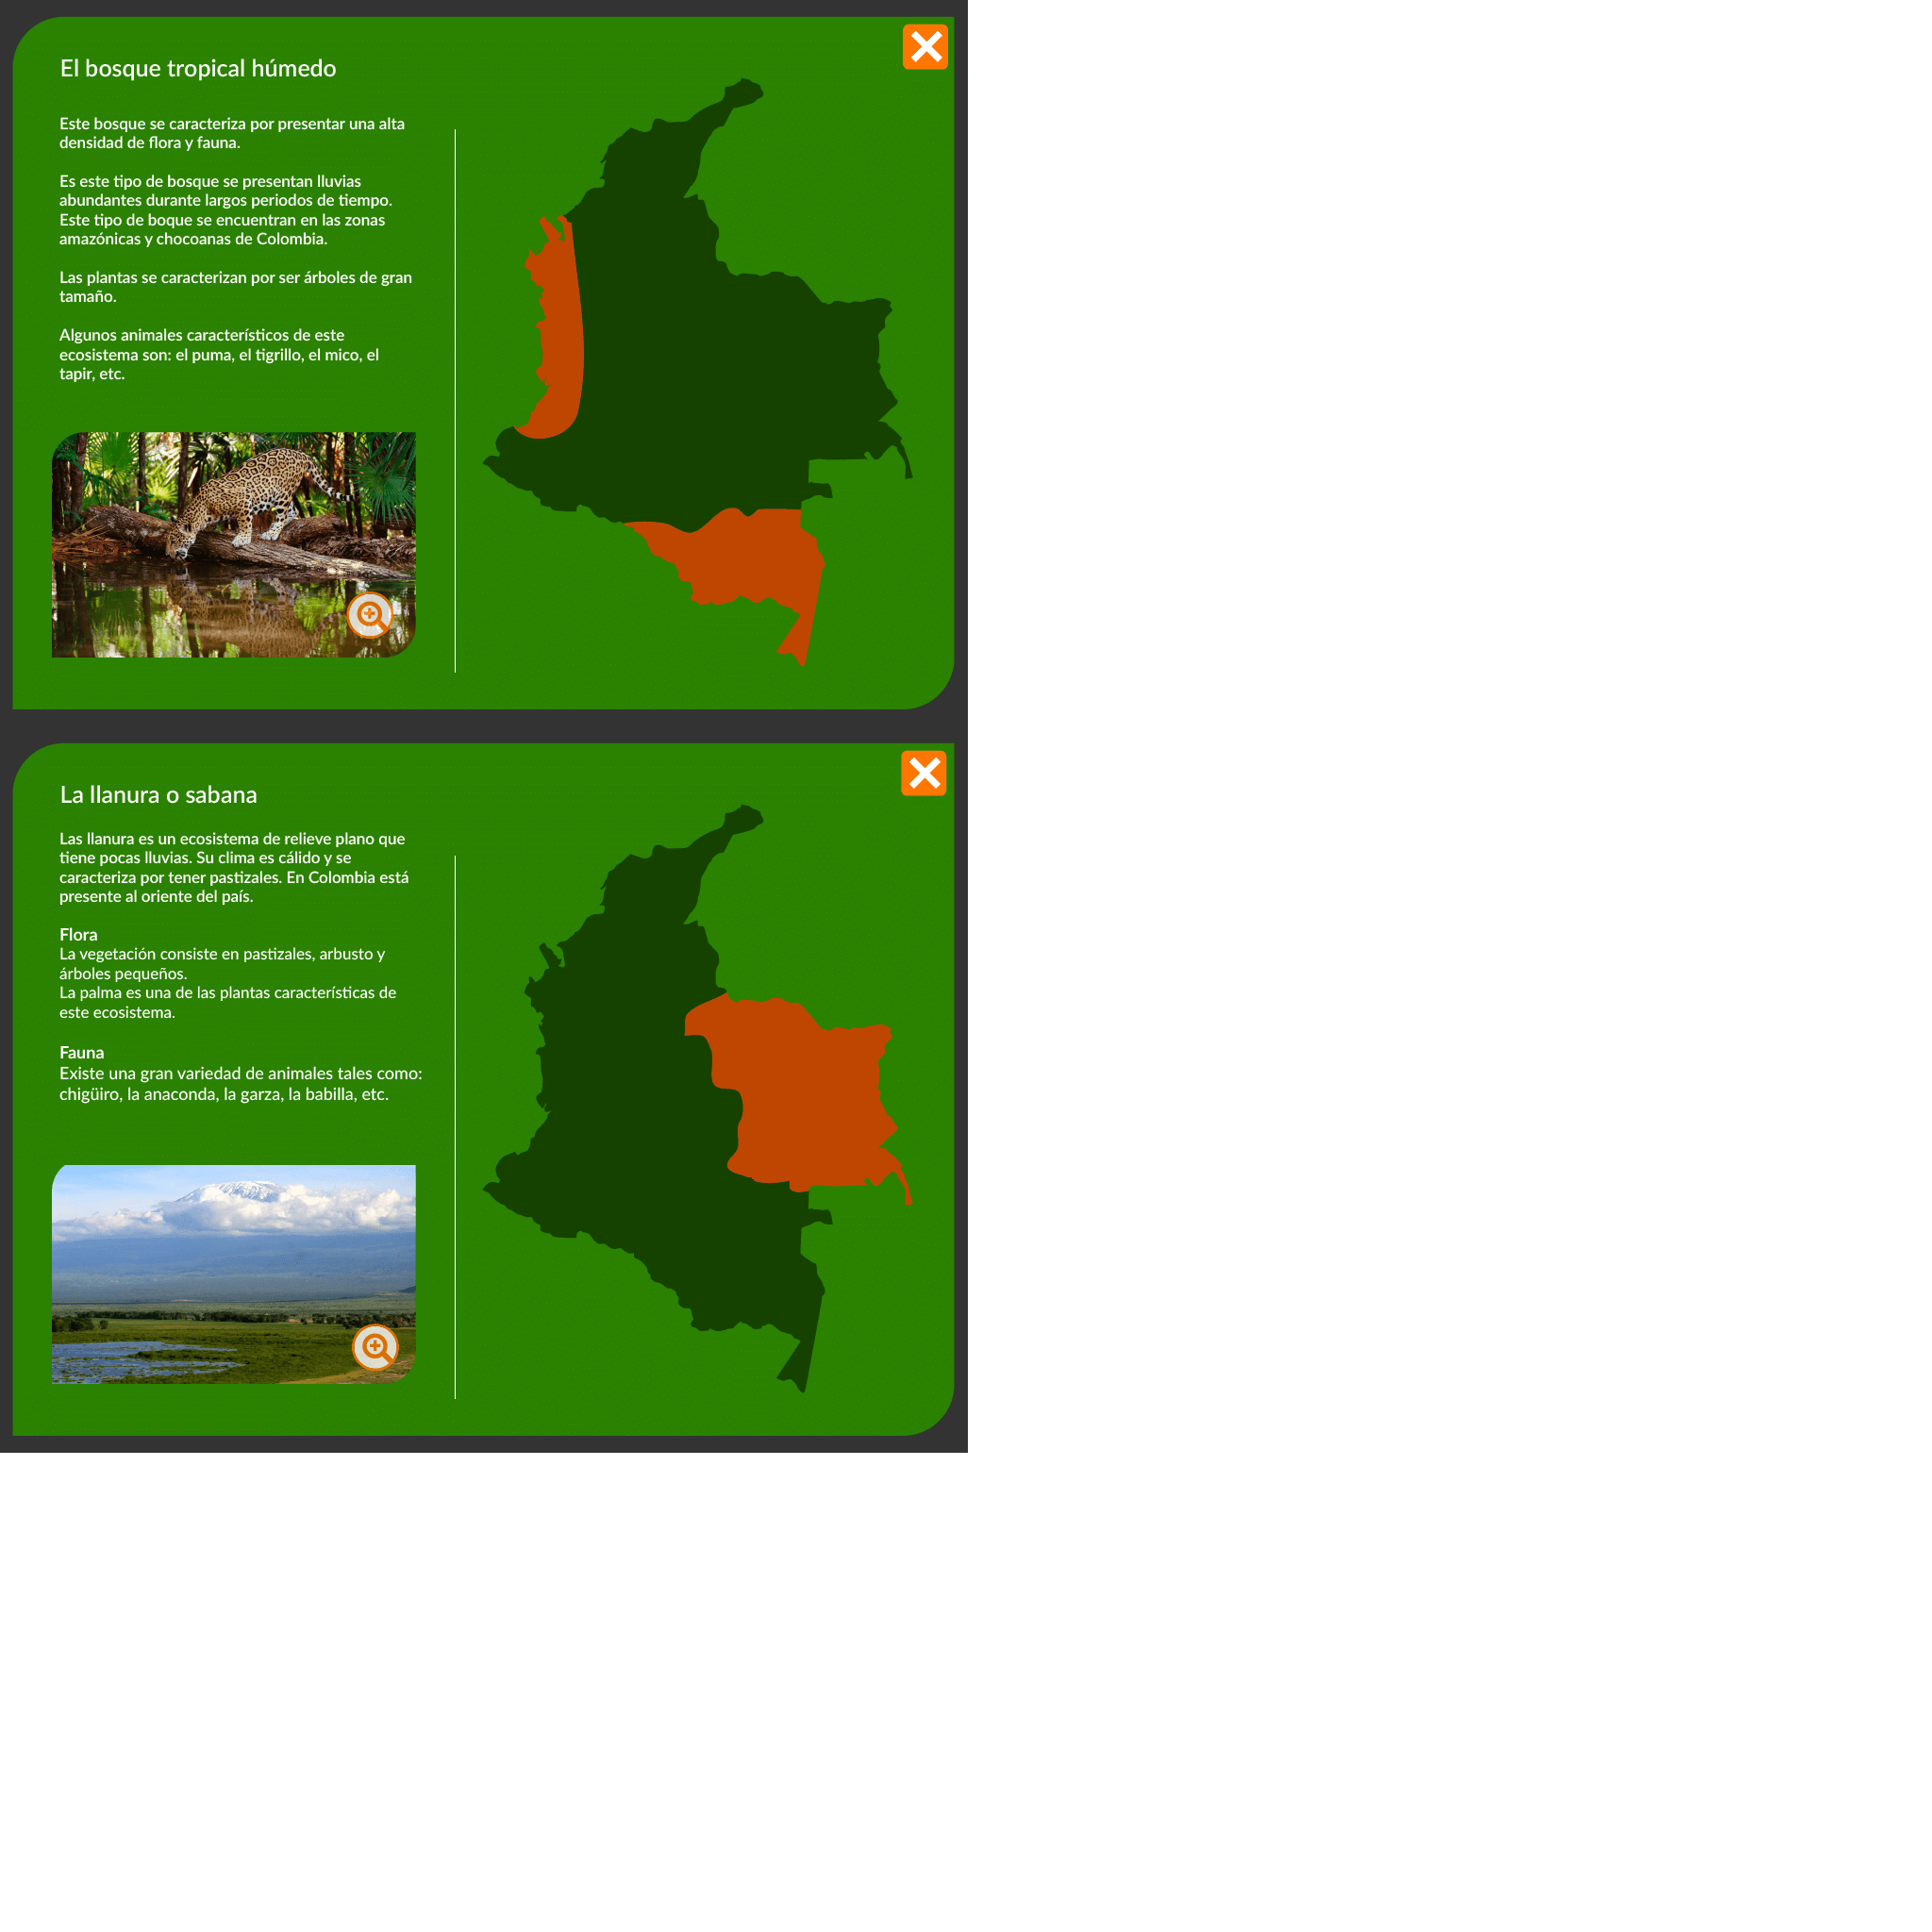 El bosque tropical húmedo
Este bosque se caracteriza por presentar una alta
densidad de flora y fauna.
Es este tipo de bosque se presentan lluvias
abundantes durante largos periodos de tiempo.
Este tipo de boque se encuentran en las zonas
amazónicas y chocoanas de Colombia.
Las plantas se caracterizan por ser árboles de gran
tamaño.
Algunos animales característicos de este
ecosistema son: el puma, el tigrillo, el mico, el
tapir, etc.
La llanura o sabana
Las llanura es un ecosistema de relieve plano que
tiene pocas lluvias. Su clima es cálido y se
caracteriza por tener pastizales. En Colombia está
presente al oriente del país.
Flora
La vegetación consiste en pastizales, arbusto y
árboles pequeños.
La palma es una de las plantas características de
este ecosistema.
Fauna
Existe una gran variedad de animales tales como:
chigüiro, la anaconda, la garza, la babilla, etc.